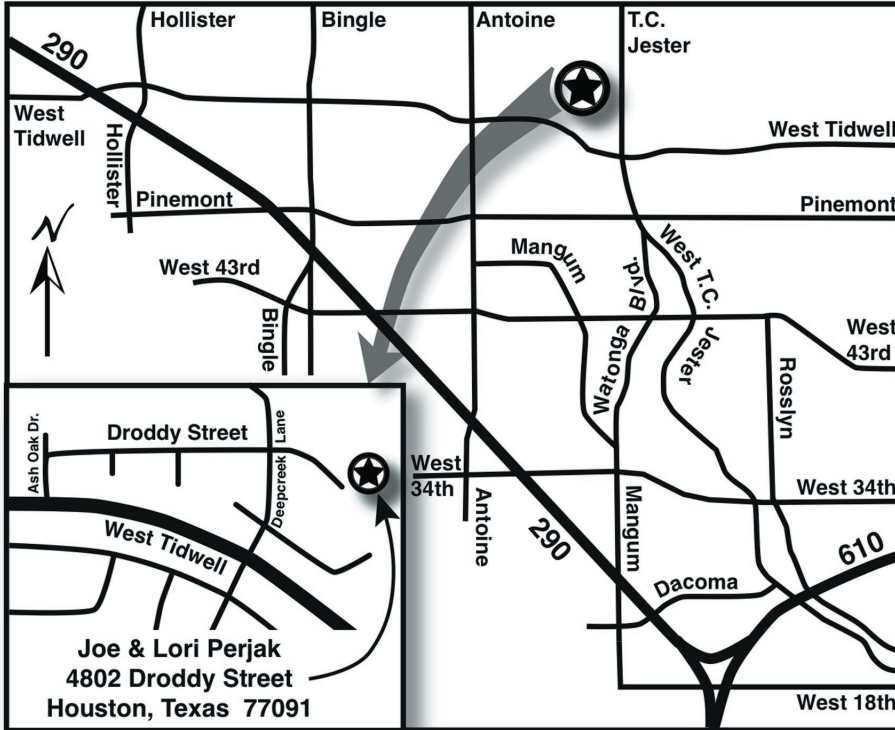 Hollister
Bingle
Antoine
T.C.
Jester
290
West
Tidwell
Hollister
West Tidwell
Pinemont
Pinemont
N
West 43rd
Mangum
Blvd.
Watonga
West T.C.
Jester
West
43rd
Bingle
Rosslyn
Ash Oak Dr.
Droddy Street
Deepcreek Lane
West
34th
West 34th
Antoine
290
Mangum
610
West Tidwell
Dacoma
Joe & Lori Perjak
4802 Droddy Street
Houston, Texas 77091
West 18th